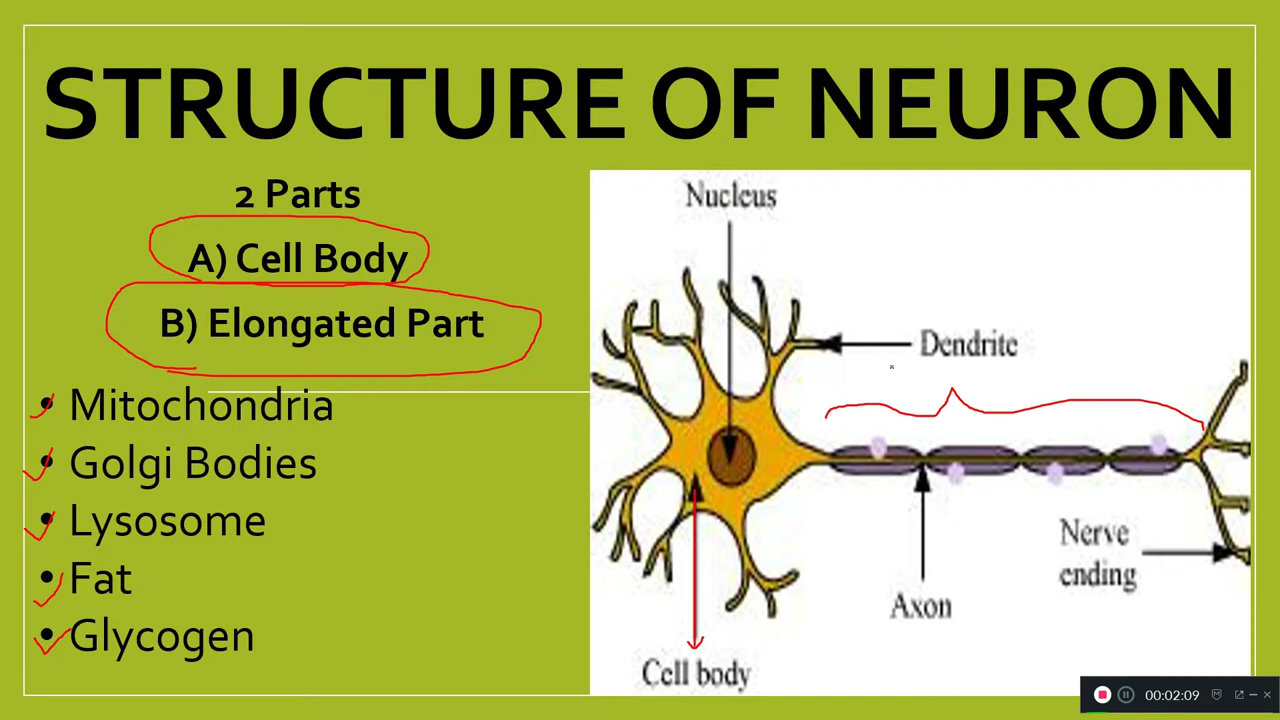 STRUCTURE OF NEURON
2 Parts
A) Cell Body
B) Elongated Part
• Mitochondria
• Golgi Bodies
• Lysosome
• Fat
• Glycogen
Nucleus
Dendrite
Nerve
ending
Axon
Cell body
00:02:09